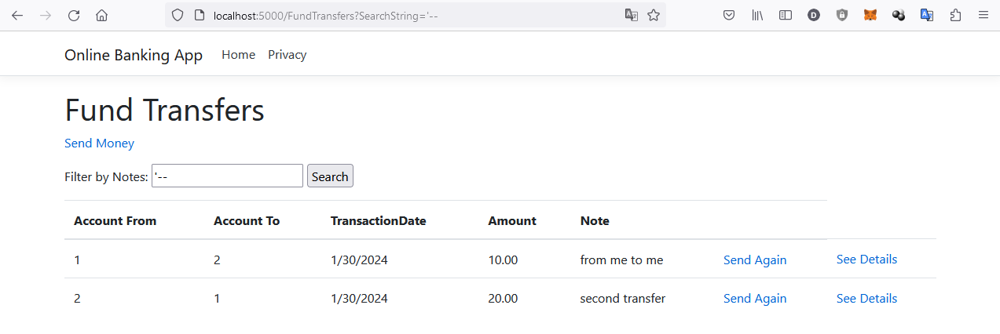 localhost:5000/FundTransfers?SearchString='--
D
Online Banking App Home Privacy
Fund Transfers
Send Money
Filter by Notes: '-- Search
Account From Account To TransactionDate Amount Note
1 2 1/30/2024 10.00 from me to me Send Again See Details
2 1 1/30/2024 20.00 second transfer Send Again See Details